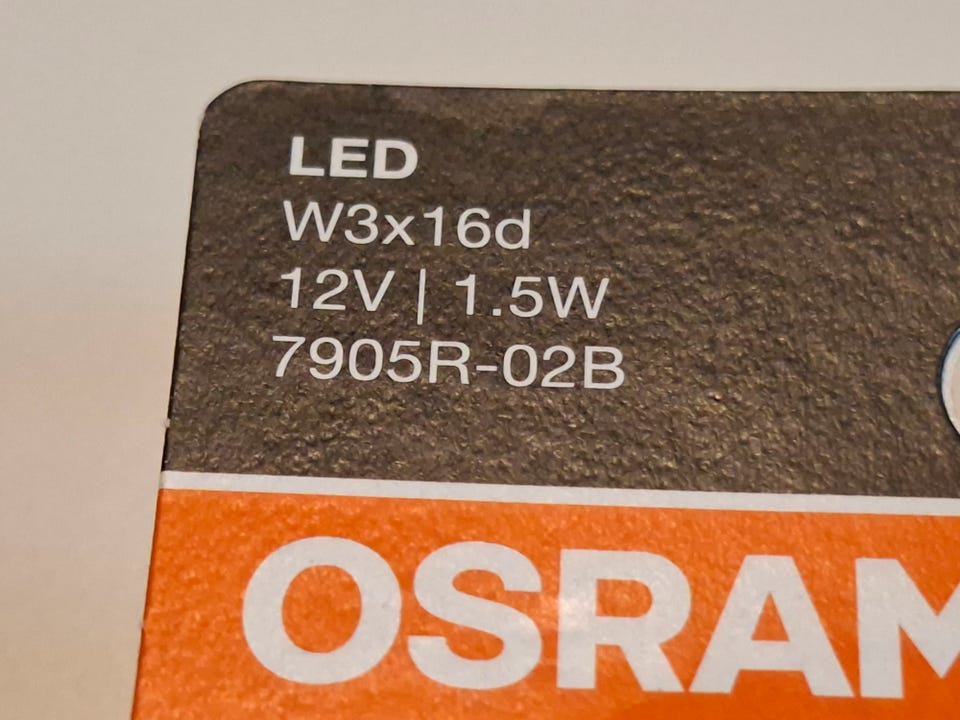 LED
W3x16d
12V | 1.5W
7905R-02B
OSRAM